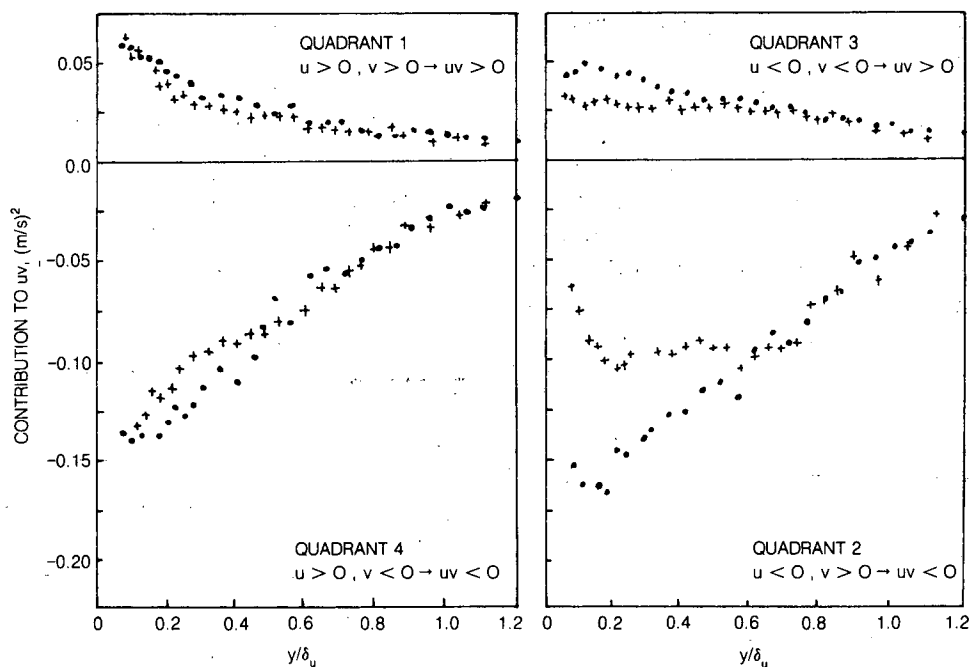 QUADRANT 1
u > O , v > O → uv > O
QUADRANT 3
u < O , v < O → uv > O
0.05
0.0
−0.05
−0.10
−0.15
−0.20
CONTRIBUTION TO uv, (m/s)²
QUADRANT 4
u > O , v < O → uv < O
QUADRANT 2
u < O , v > O → uv < O
0 0.2 0.4 0.6 0.8 1.0 1.2
0 0.2 0.4 0.6 0.8 1.0 1.2
y/δu
y/δu